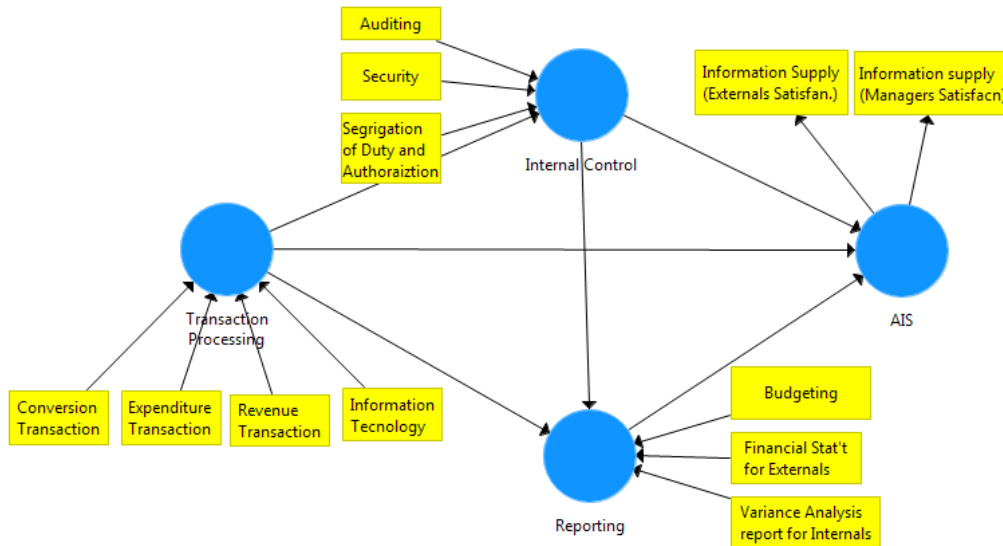 Auditing
Security
Segrigation
of Duty and
Authoraiztion
Internal Control
Information Supply
(Externals Satisfan.)
Information supply
(Managers Satisfacn)
AIS
Transaction
Processing
Conversion
Transaction
Expenditure
Transaction
Revenue
Transaction
Information
Tecnology
Reporting
Budgeting
Financial Stat't
for Externals
Variance Analysis
report for Internals